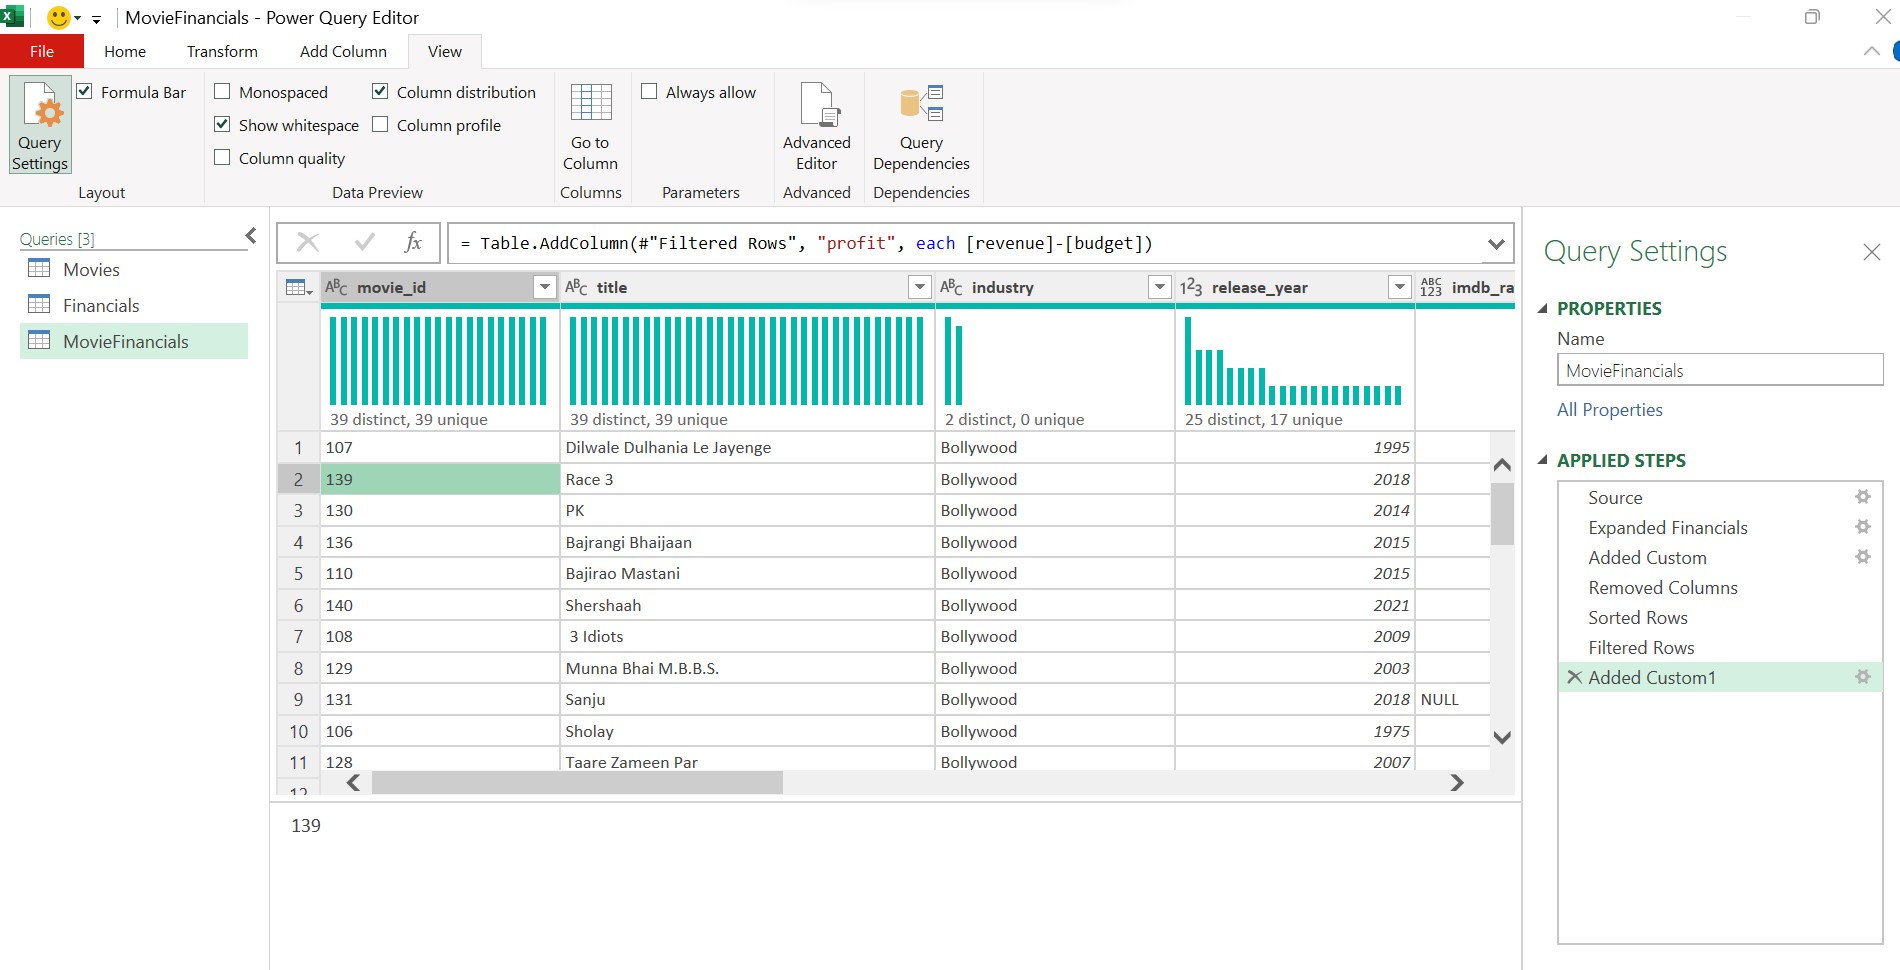 MovieFinancials - Power Query Editor
File Home Transform Add Column View
Query Settings
Formula Bar
Layout
Monospaced
Show whitespace
Column quality
Column distribution
Column profile
Data Preview
Go to Column
Columns
Always allow
Parameters
Advanced Editor
Advanced
Query Dependencies
Dependencies
Queries [3]
Movies
Financials
MovieFinancials
fx = Table.AddColumn(#"Filtered Rows", "profit", each [revenue]-[budget])
ABC movie_id ABC title ABC industry 123 release_year ABC 123 imdb_ra
39 distinct, 39 unique 39 distinct, 39 unique 2 distinct, 0 unique 25 distinct, 17 unique
1 107 Dilwale Dulhania Le Jayenge Bollywood 1995
2 139 Race 3 Bollywood 2018
3 130 PK Bollywood 2014
4 136 Bajrangi Bhaijaan Bollywood 2015
5 110 Bajirao Mastani Bollywood 2015
6 140 Shershaah Bollywood 2021
7 108 3 Idiots Bollywood 2009
8 129 Munna Bhai M.B.B.S. Bollywood 2003
9 131 Sanju Bollywood 2018 NULL
10 106 Sholay Bollywood 1975
11 128 Taare Zameen Par Bollywood 2007
12
139
Query Settings
PROPERTIES
Name
MovieFinancials
All Properties
APPLIED STEPS
Source
Expanded Financials
Added Custom
Removed Columns
Sorted Rows
Filtered Rows
Added Custom1